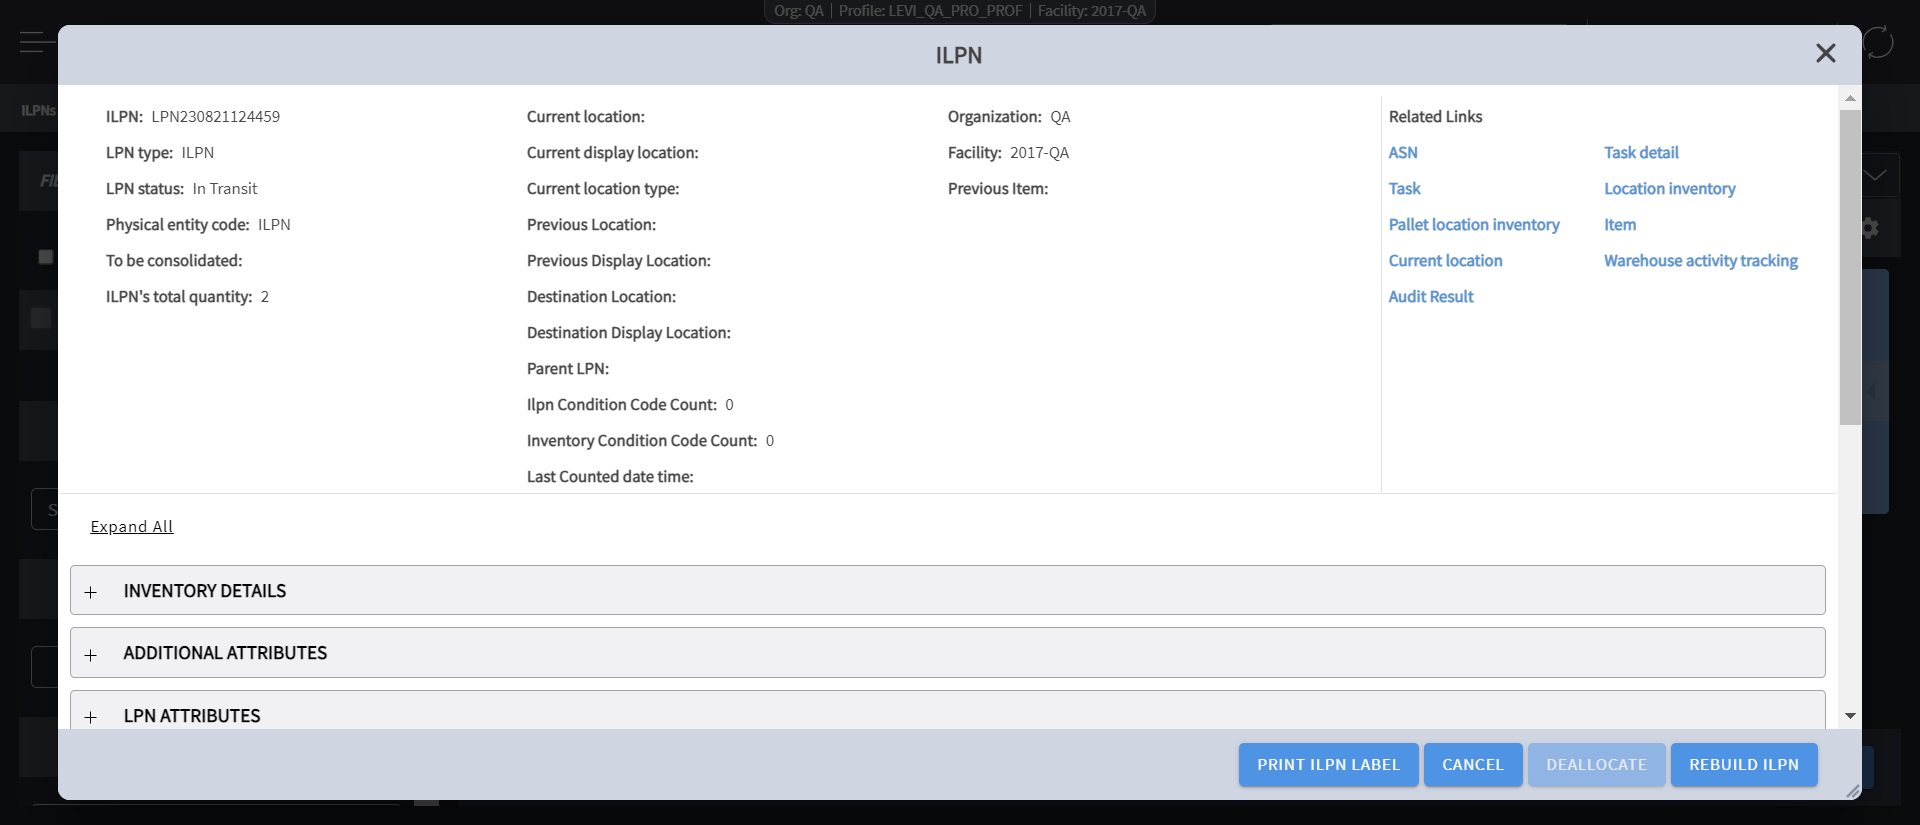 Org: QA | Profile: LEVI_QA_PRO_PROF | Facility: 2017-QA
ILPN
ILPNs
ILPN: LPN230821124459
LPN type: ILPN
LPN status: In Transit
Physical entity code: ILPN
To be consolidated:
ILPN's total quantity: 2
Current location:
Current display location:
Current location type:
Previous Location:
Previous Display Location:
Destination Location:
Destination Display Location:
Parent LPN:
Ilpn Condition Code Count: 0
Inventory Condition Code Count: 0
Last Counted date time:
Organization: QA
Facility: 2017-QA
Previous Item:
Related Links
ASN
Task detail
Task
Location inventory
Pallet location inventory
Item
Current location
Warehouse activity tracking
Audit Result
Expand All
+ INVENTORY DETAILS
+ ADDITIONAL ATTRIBUTES
+ LPN ATTRIBUTES
PRINT ILPN LABEL
CANCEL
DEALLOCATE
REBUILD ILPN